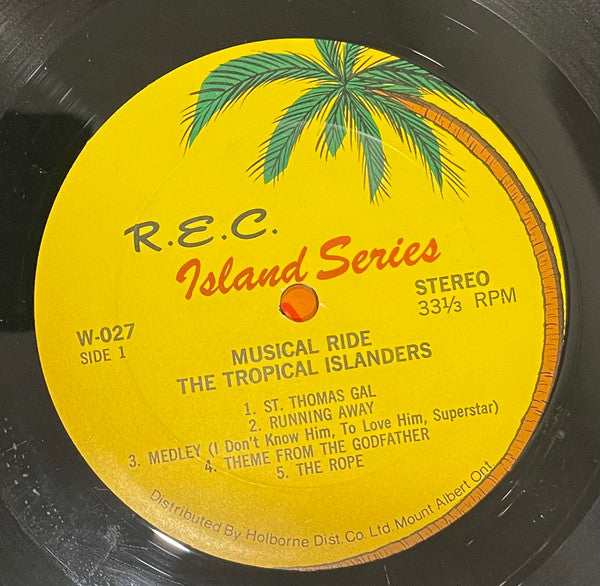 R.E.C.
Island Series
STEREO
33⅓ RPM
W-027
SIDE 1
MUSICAL RIDE
THE TROPICAL ISLANDERS
1. ST. THOMAS GAL
2. RUNNING AWAY
3. MEDLEY (I Don't Know Him, To Love Him, Superstar)
4. THEME FROM THE GODFATHER
5. THE ROPE
Distributed By Holborne Dist. Co. Ltd. Mount Albert Ont.